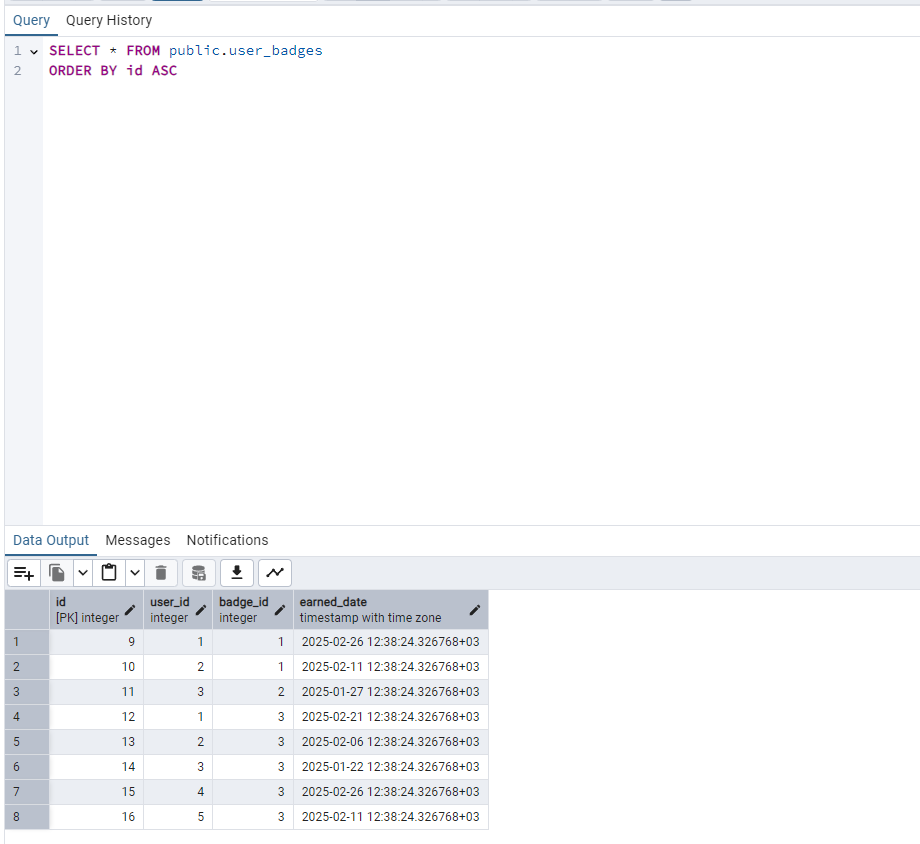 Query Query History
1 SELECT * FROM public.user_badges
2 ORDER BY id ASC
Data Output Messages Notifications
id user_id badge_id earned_date
[PK] integer integer integer timestamp with time zone
1 9 1 1 2025-02-26 12:38:24.326768+03
2 10 2 1 2025-02-11 12:38:24.326768+03
3 11 3 2 2025-01-27 12:38:24.326768+03
4 12 1 3 2025-02-21 12:38:24.326768+03
5 13 2 3 2025-02-06 12:38:24.326768+03
6 14 3 3 2025-01-22 12:38:24.326768+03
7 15 4 3 2025-02-26 12:38:24.326768+03
8 16 5 3 2025-02-11 12:38:24.326768+03